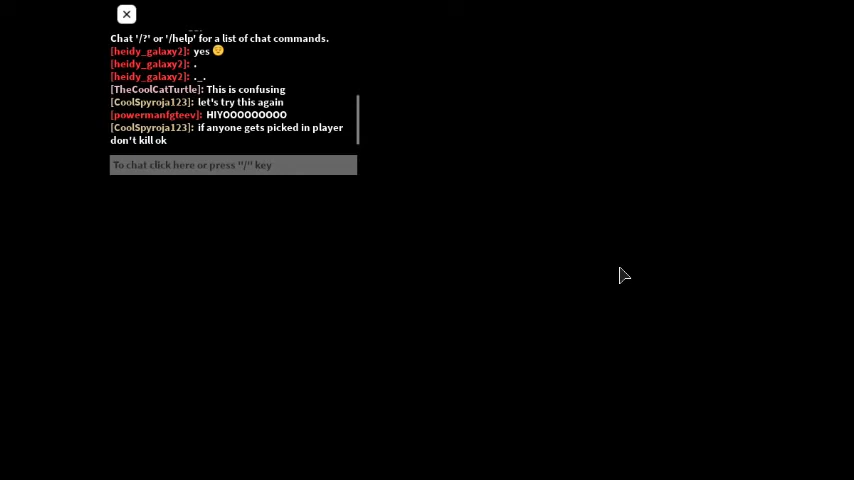 Chat '/?' or '/help' for a list of chat commands.
[heidy_galaxy2]: yes
[heidy_galaxy2]: .
[heidy_galaxy2]: ._.
[TheCoolCatTurtle]: This is confusing
[CoolSpyroja123]: let's try this again
[powermanfgteev]: HIYOOOOOOOOO
[CoolSpyroja123]: if anyone gets picked in player
don't kill ok
To chat click here or press "/" key